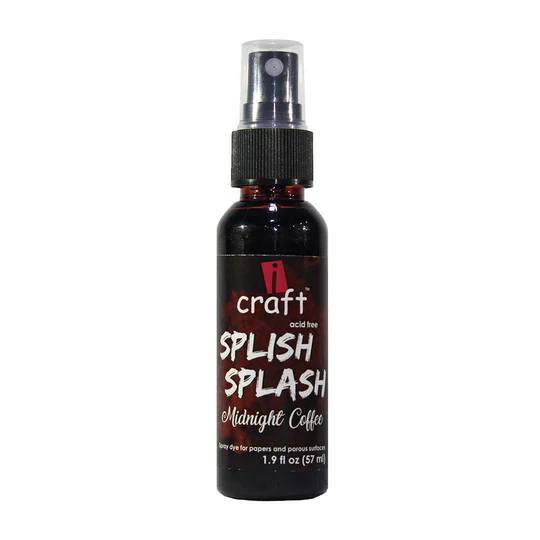 i
craft™
acid free
SPLISH
SPLASH
Midnight Coffee
Spray dye for papers and porous surfaces
1.9 fl oz (57 ml)